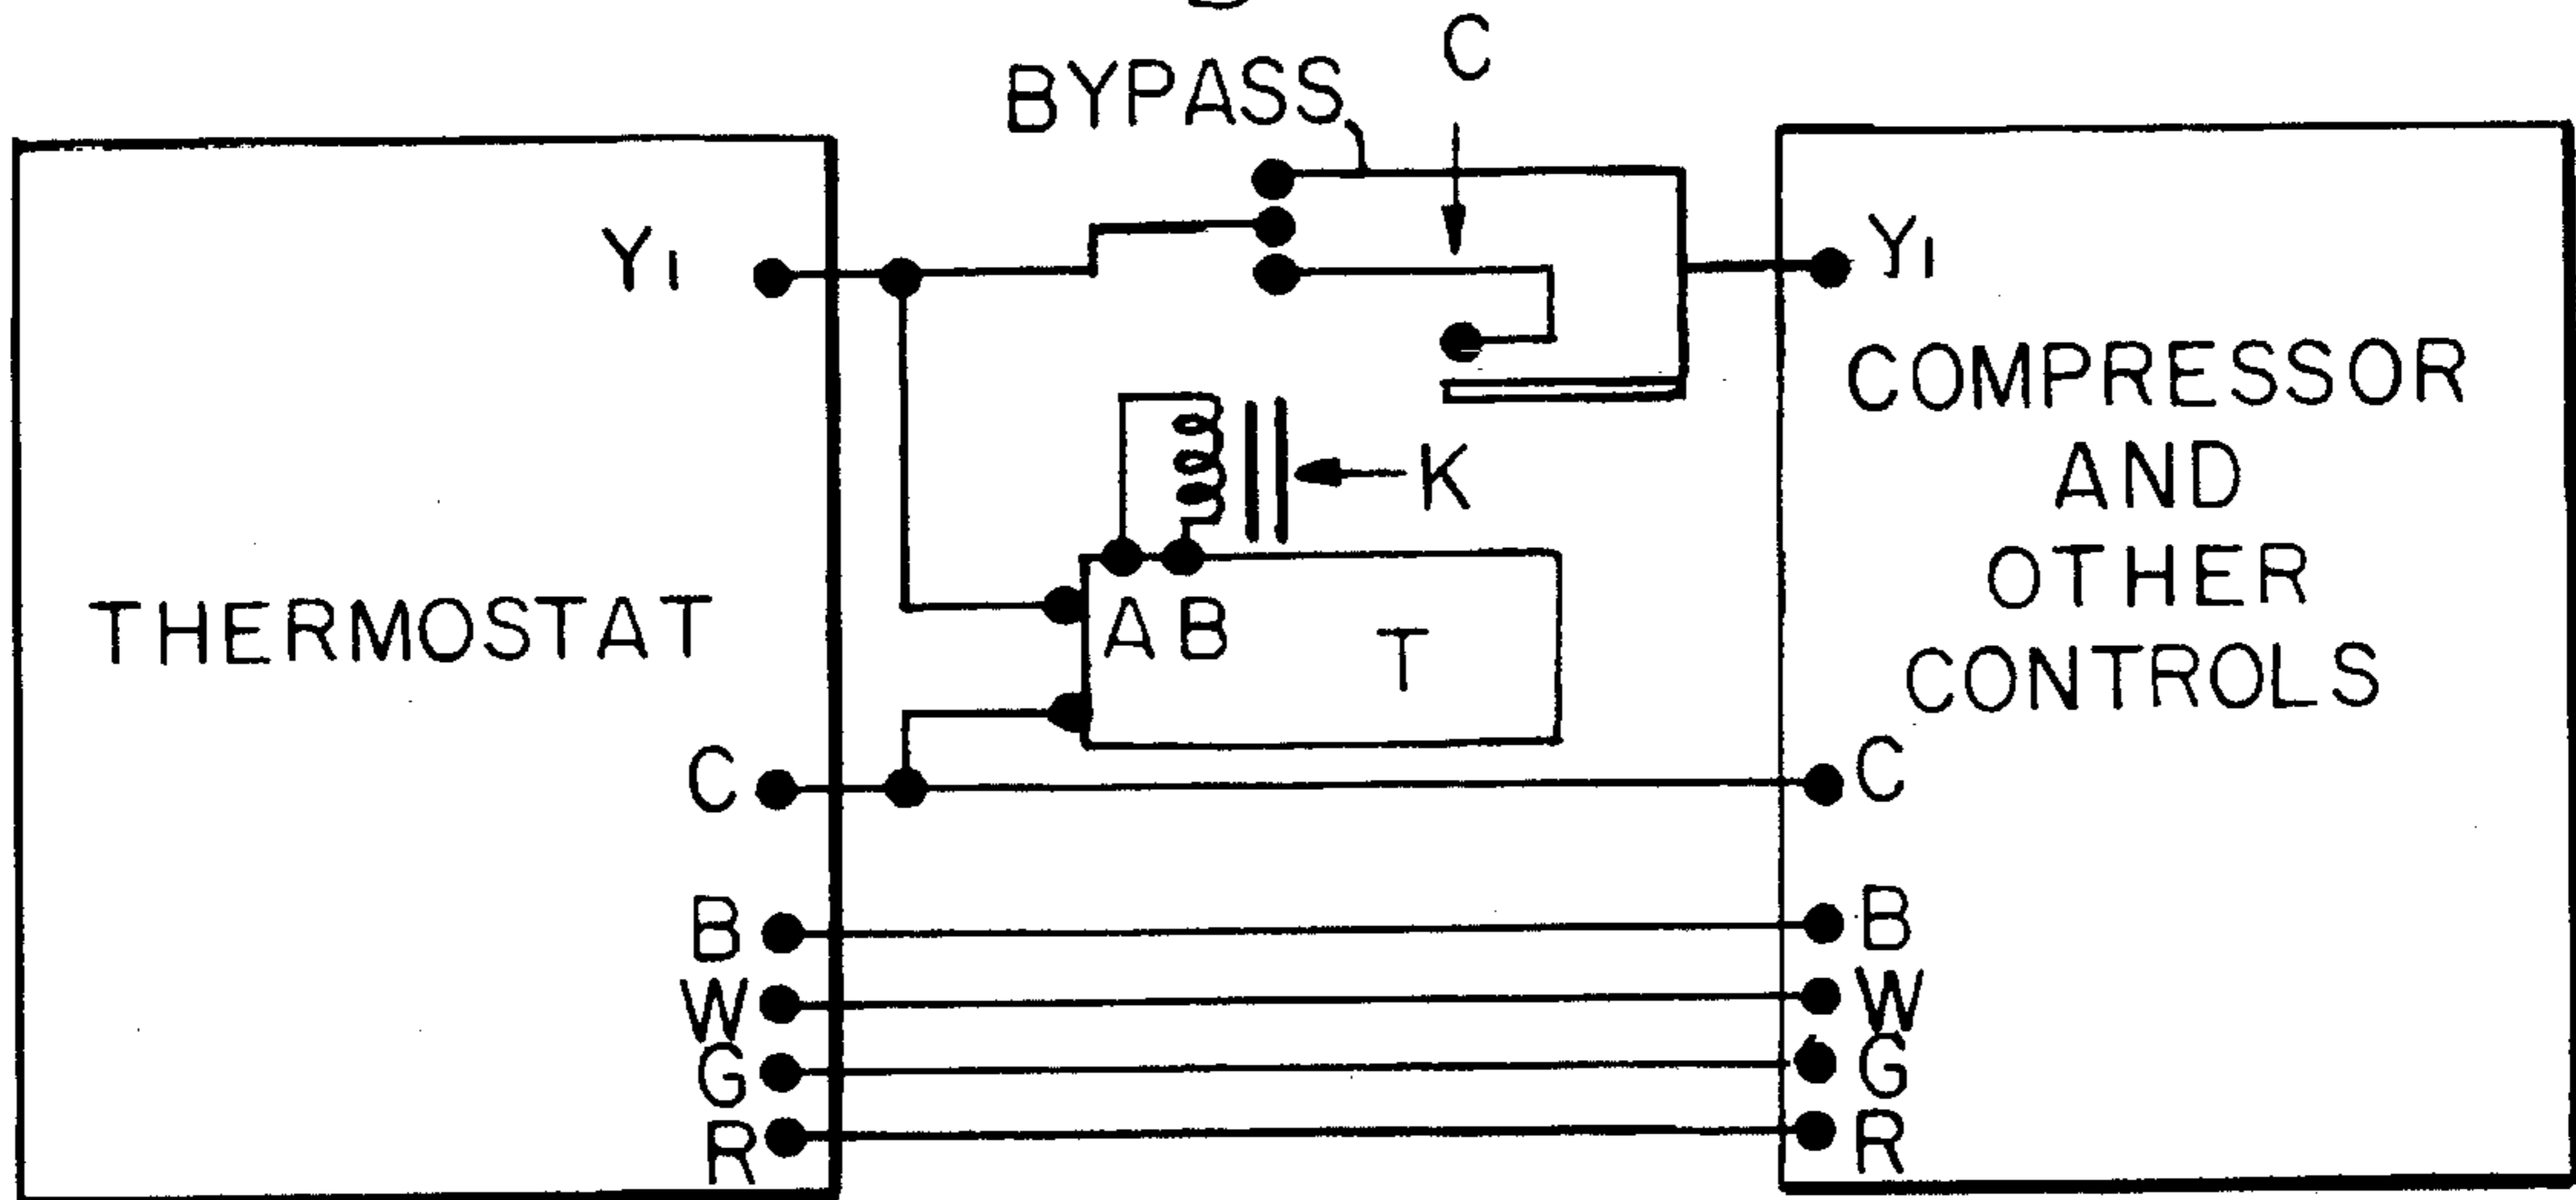 C
BYPASS
Y1
Y1
COMPRESSOR
AND
OTHER
CONTROLS
K
THERMOSTAT
A B
T
C
C
B
B
W
W
G
G
R
R